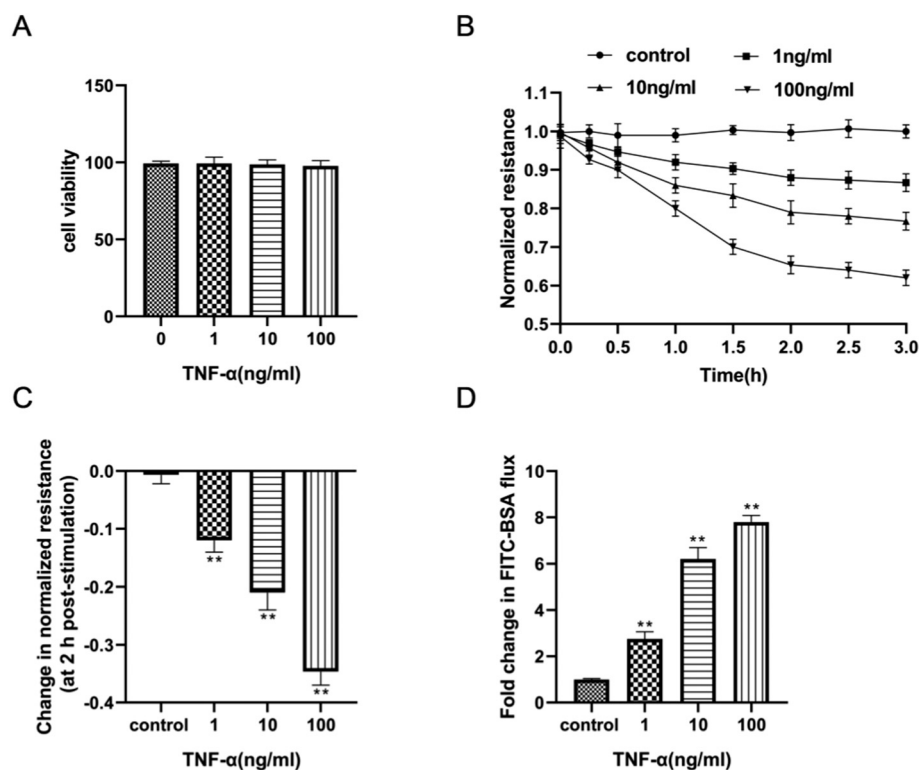 A
150
100
50
0
cell viability
0 1 10 100
TNF-α(ng/ml)
B
control 1ng/ml
10ng/ml 100ng/ml
1.1
1.0
0.9
0.8
0.7
0.6
0.5
Normalized resistance
0.0 0.5 1.0 1.5 2.0 2.5 3.0
Time(h)
C
0.0
-0.1
-0.2
-0.3
-0.4
Change in normalized resistance
(at 2 h post-stimulation)
**
**
**
control 1 10 100
TNF-α(ng/ml)
D
10
8
6
4
2
0
Fold change in FITC-BSA flux
**
**
**
control 1 10 100
TNF-α(ng/ml)